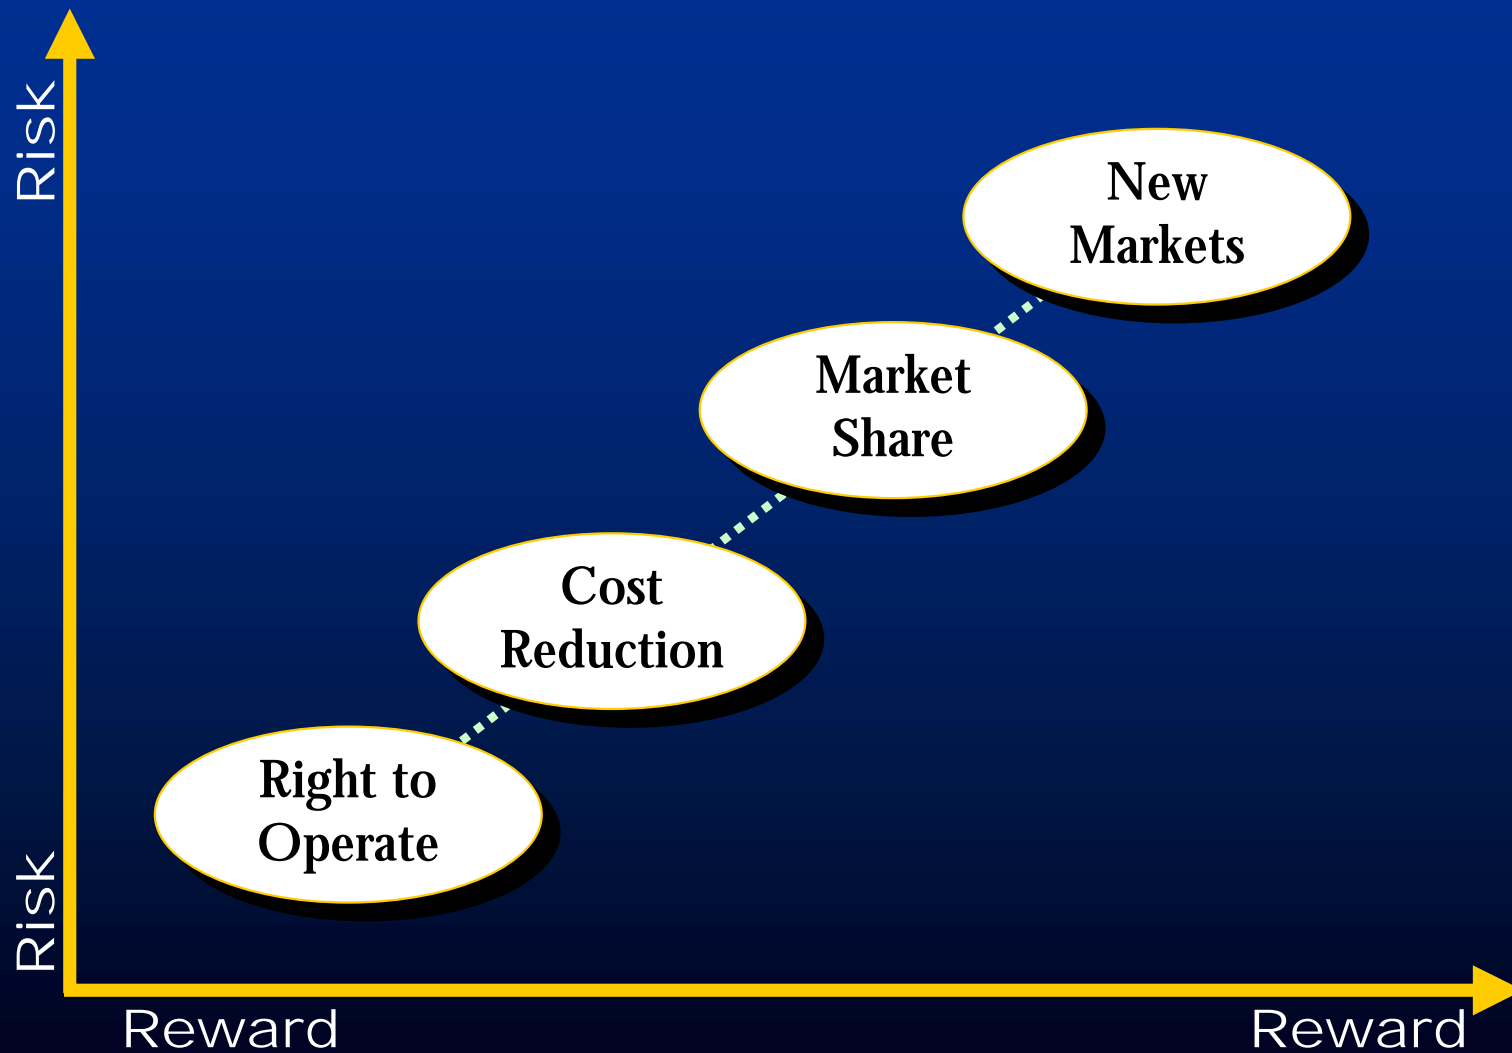 Risk
New
Markets
Market
Share
Cost
Reduction
Right to
Operate
Risk
Reward
Reward